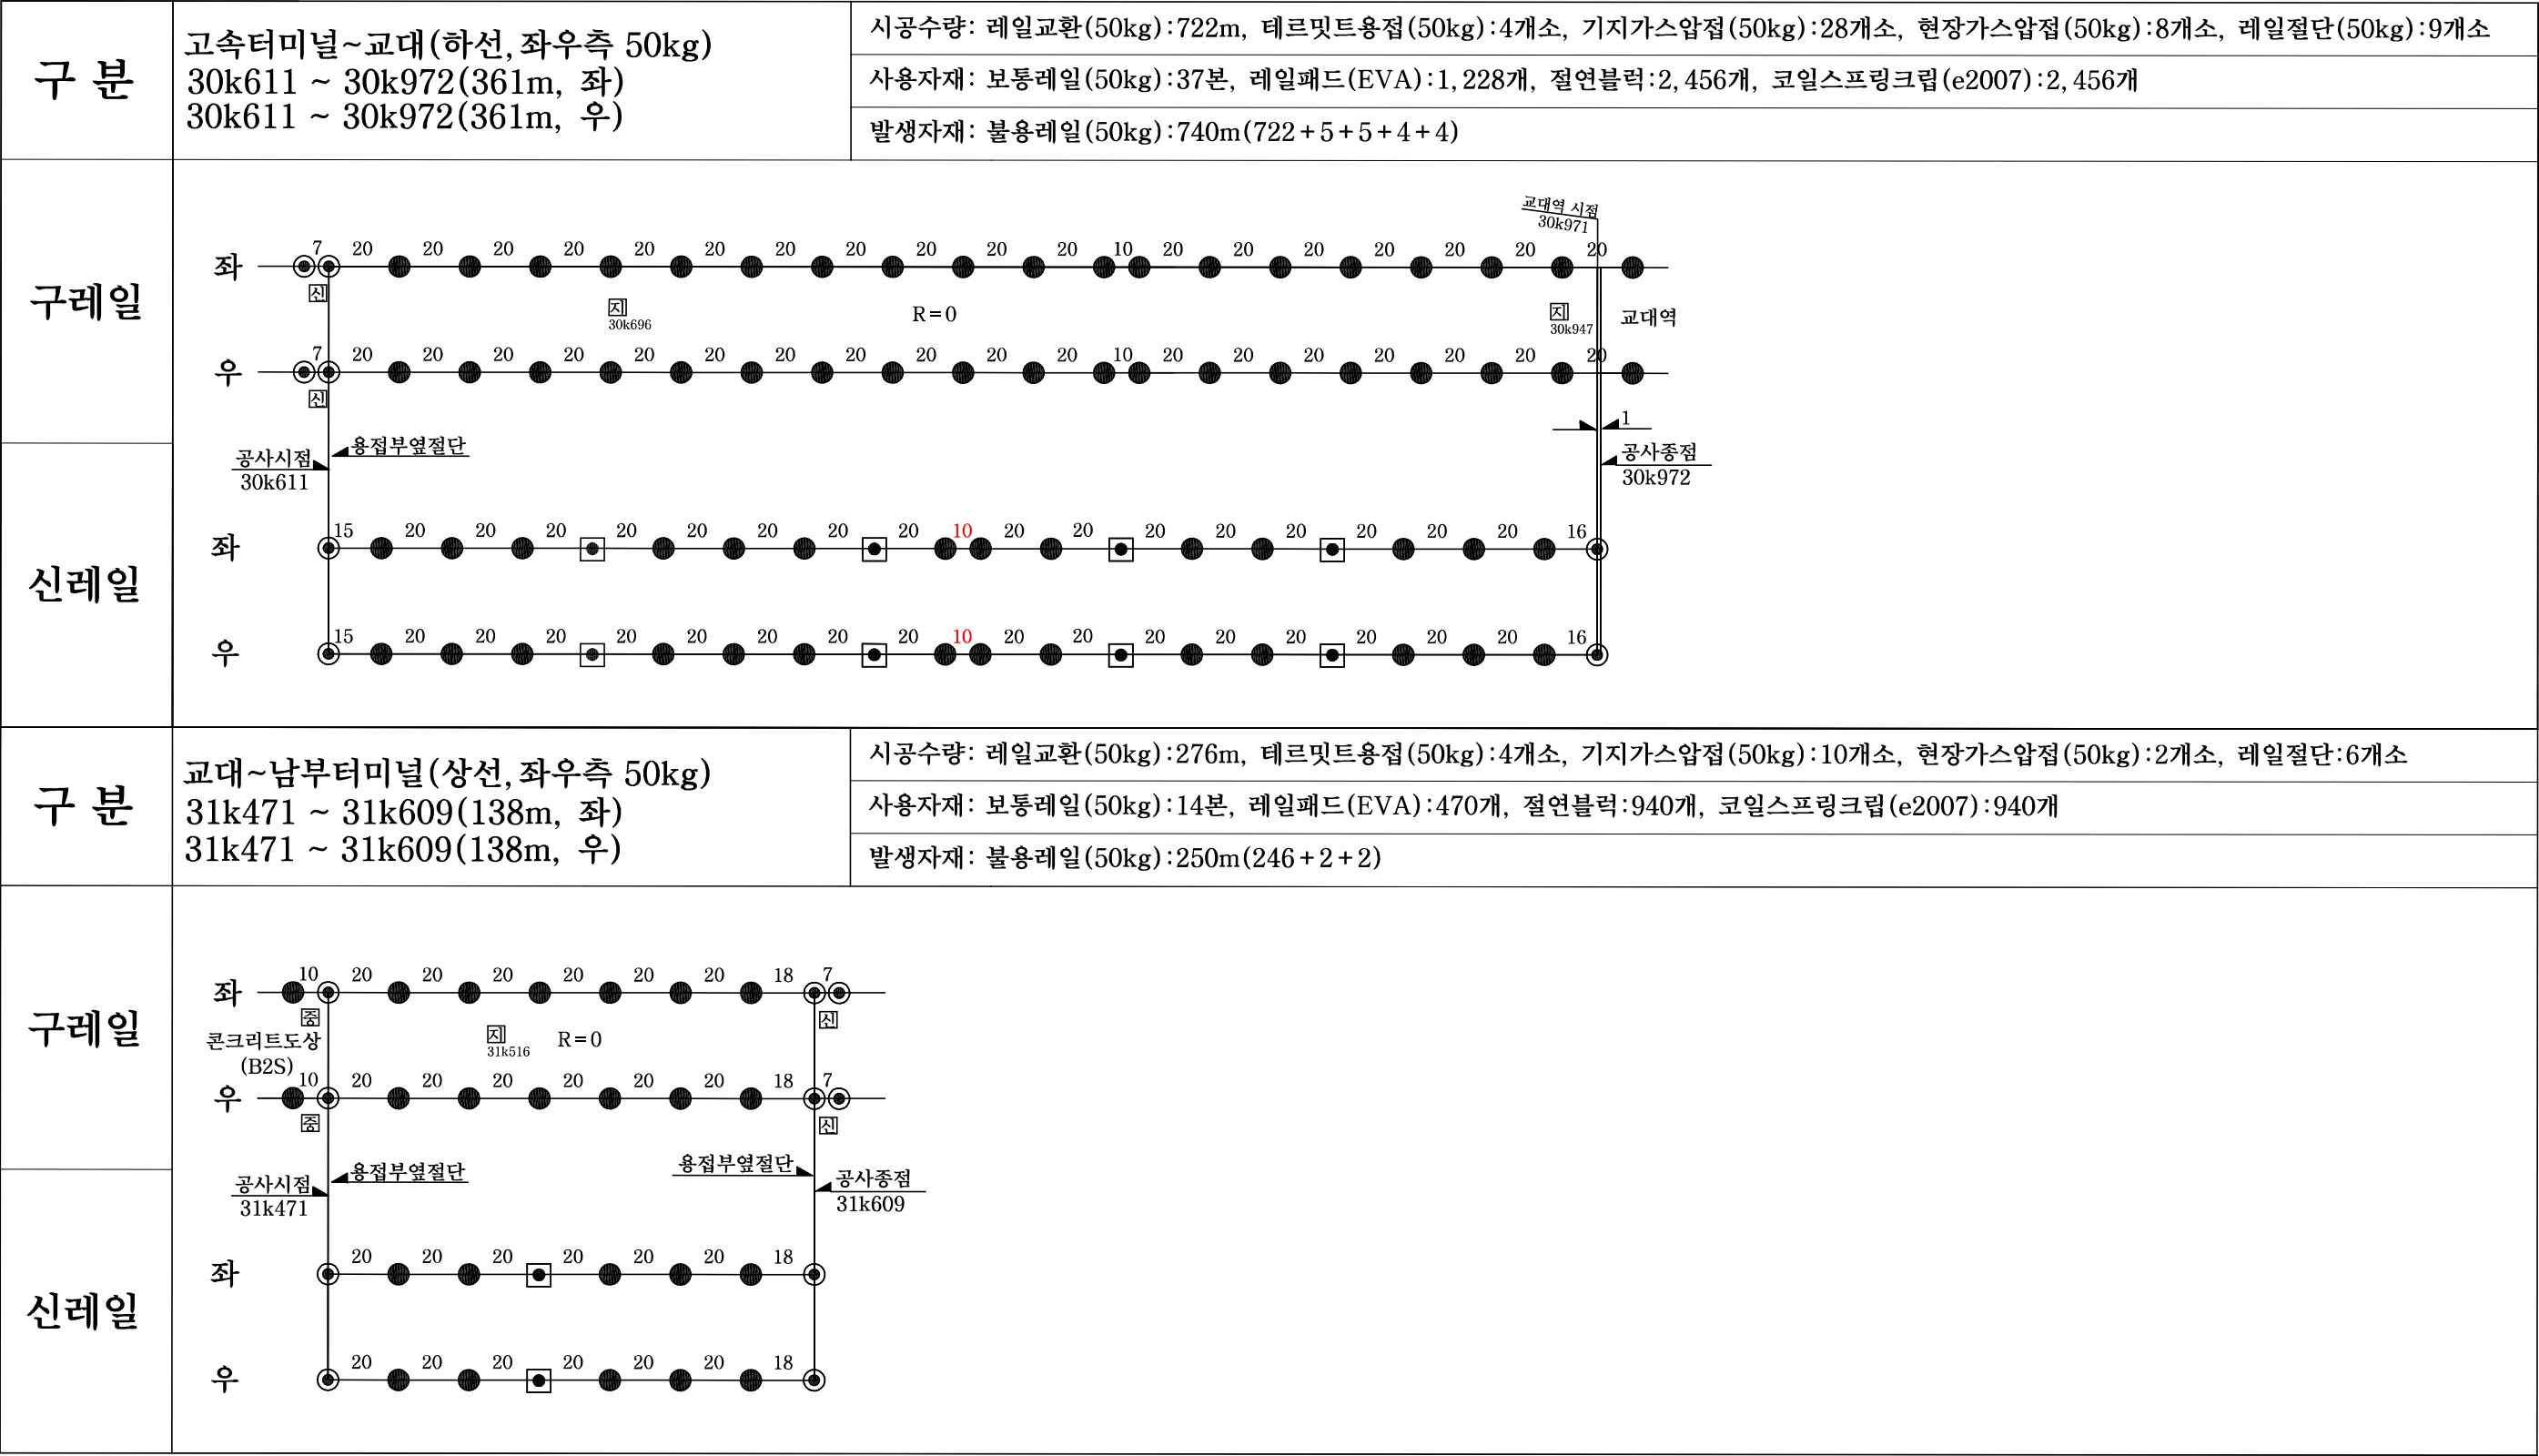 구 분
고속터미널~교대(하선,좌우측 50kg)
30k611 ~ 30k972(361m, 좌)
30k611 ~ 30k972(361m, 우)
시공수량: 레일교환(50kg):722m, 테르밋트용접(50kg):4개소, 기지가스압접(50kg):28개소, 현장가스압접(50kg):8개소, 레일절단(50kg):9개소
사용자재: 보통레일(50kg):37본, 레일패드(EVA):1,228개, 절연블럭:2,456개, 코일스프링크립(e2007):2,456개
발생자재: 불용레일(50kg):740m(722+5+5+4+4)
구레일
교대역 시점
30k971
좌 7 20 20 20 20 20 20 20 20 20 20 20 10 20 20 20 20 20 20 20
신
지
30k696
R=0
지
30k947
교대역
우 7 20 20 20 20 20 20 20 20 20 20 20 10 20 20 20 20 20 20 20
신
1
공사시점
30k611
용접부옆절단
공사종점
30k972
신레일
좌 15 20 20 20 20 20 20 20 20 10 20 20 20 20 20 20 20 20 16
우 15 20 20 20 20 20 20 20 20 10 20 20 20 20 20 20 20 20 16
구 분
교대~남부터미널(상선,좌우측 50kg)
31k471 ~ 31k609(138m, 좌)
31k471 ~ 31k609(138m, 우)
시공수량: 레일교환(50kg):276m, 테르밋트용접(50kg):4개소, 기지가스압접(50kg):10개소, 현장가스압접(50kg):2개소, 레일절단:6개소
사용자재: 보통레일(50kg):14본, 레일패드(EVA):470개, 절연블럭:940개, 코일스프링크립(e2007):940개
발생자재: 불용레일(50kg):250m(246+2+2)
구레일
좌 10 20 20 20 20 20 20 18 7
중
신
콘크리트도상
(B2S)
지
31k516
R=0
우 10 20 20 20 20 20 20 18 7
중
신
공사시점
31k471
용접부옆절단
용접부옆절단
공사종점
31k609
신레일
좌 20 20 20 20 20 20 18
우 20 20 20 20 20 20 18